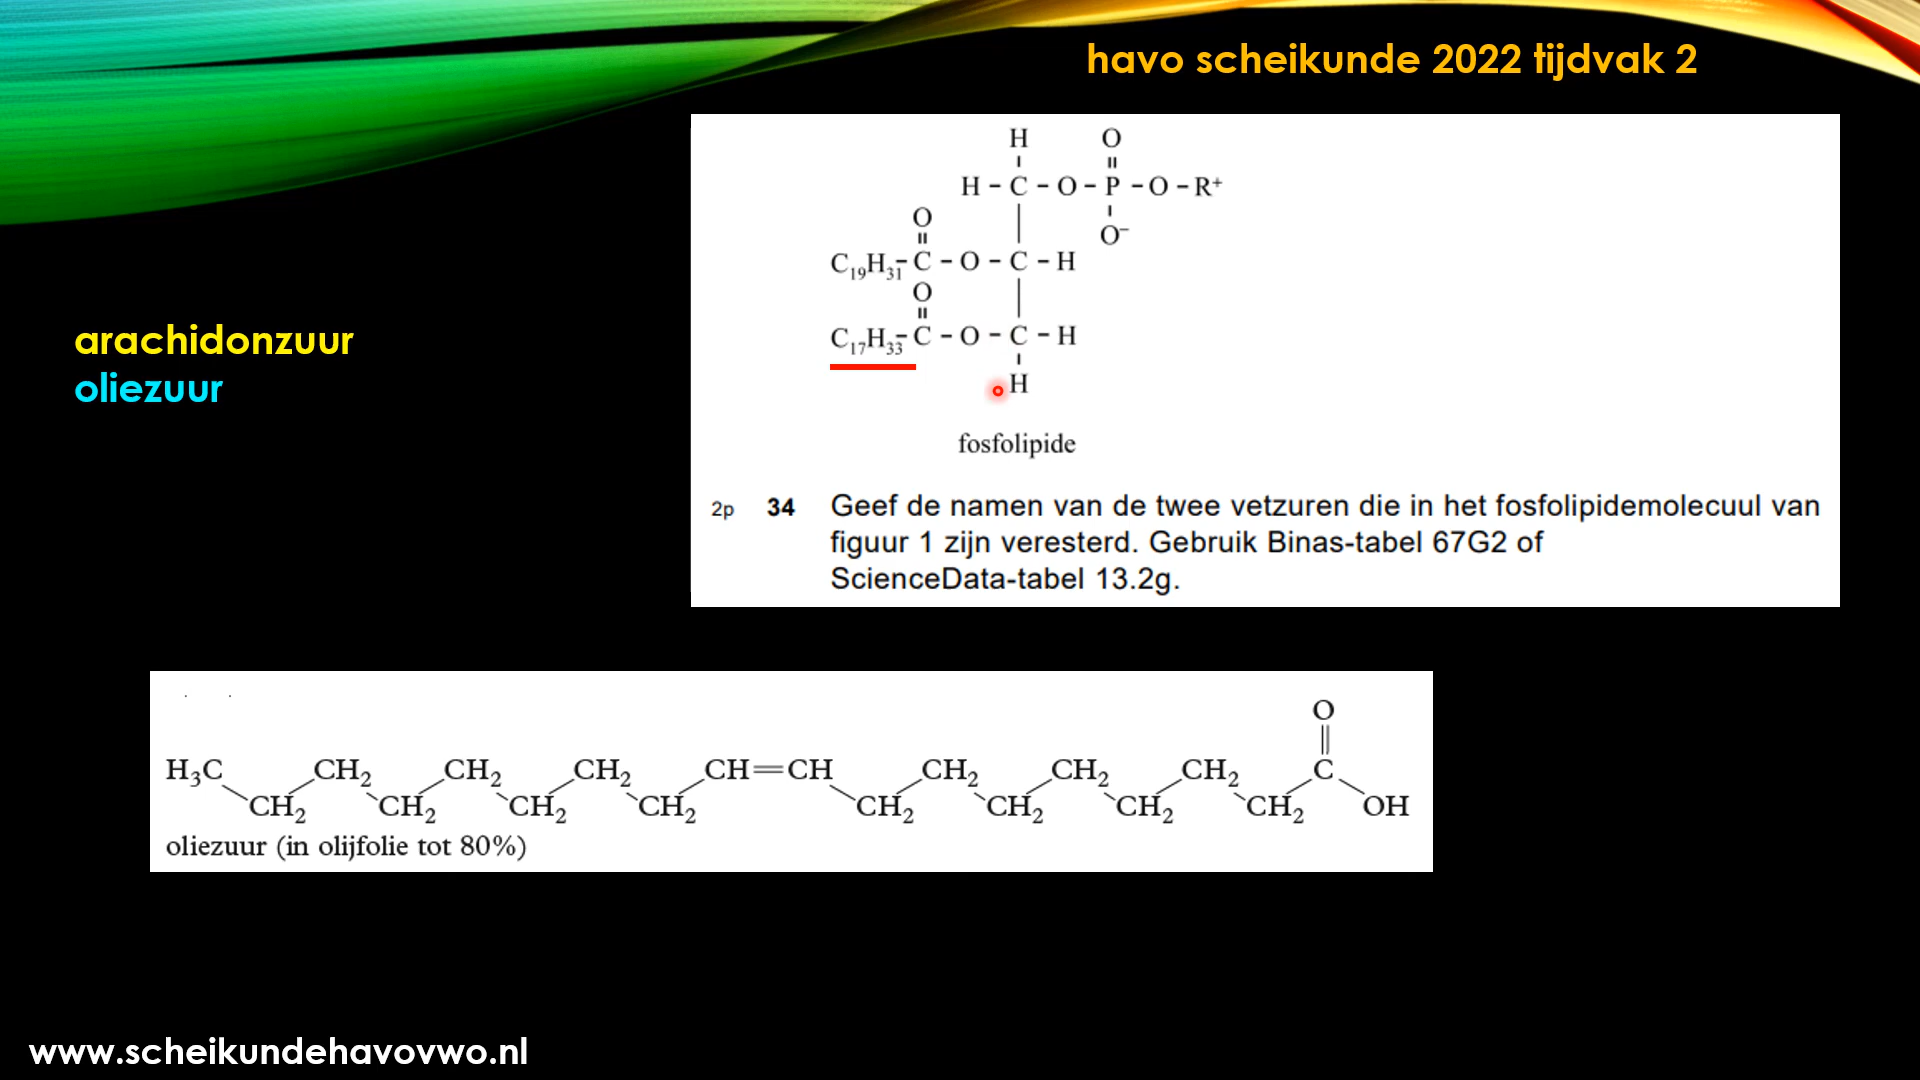 havo scheikunde 2022 tijdvak 2
H O
H – C – O – P – O – R⁺
O O⁻
C₁₉H₃₁ – C – O – C – H
O
C₁₇H₃₃ – C – O – C – H
H
fosfolipide
arachidonzuur
oliezuur
2p 34 Geef de namen van de twee vetzuren die in het fosfolipidemolecuul van
figuur 1 zijn veresterd. Gebruik Binas-tabel 67G2 of
ScienceData-tabel 13.2g.
O
H₃C CH₂ CH₂ CH₂ CH=CH CH₂ CH₂ CH₂ C
CH₂ CH₂ CH₂ CH₂ CH₂ CH₂ CH₂ CH₂ OH
oliezuur (in olijfolie tot 80%)
www.scheikundehavovwo.nl